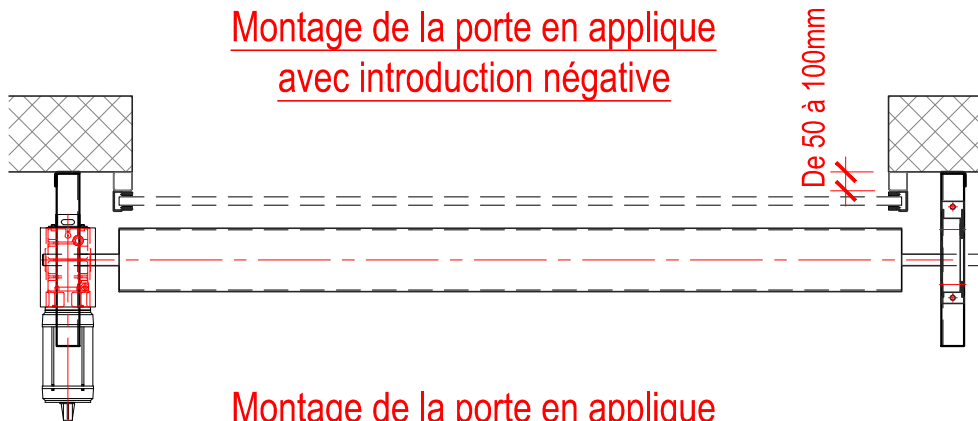 Montage de la porte en applique
avec introduction négative
De 50 à 100mm
Montage de la porte en applique